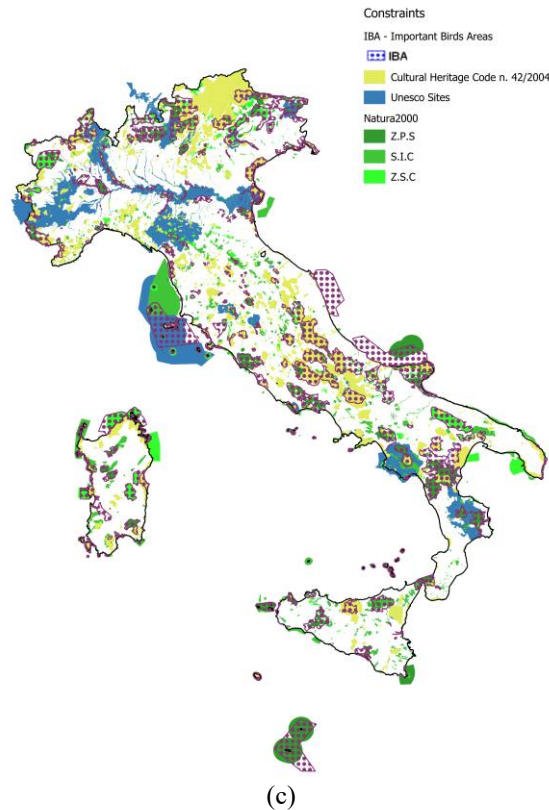 Constraints
IBA - Important Birds Areas
IBA
Cultural Heritage Code n. 42/2004
Unesco Sites
Natura2000
Z.P.S
S.I.C
Z.S.C
(c)